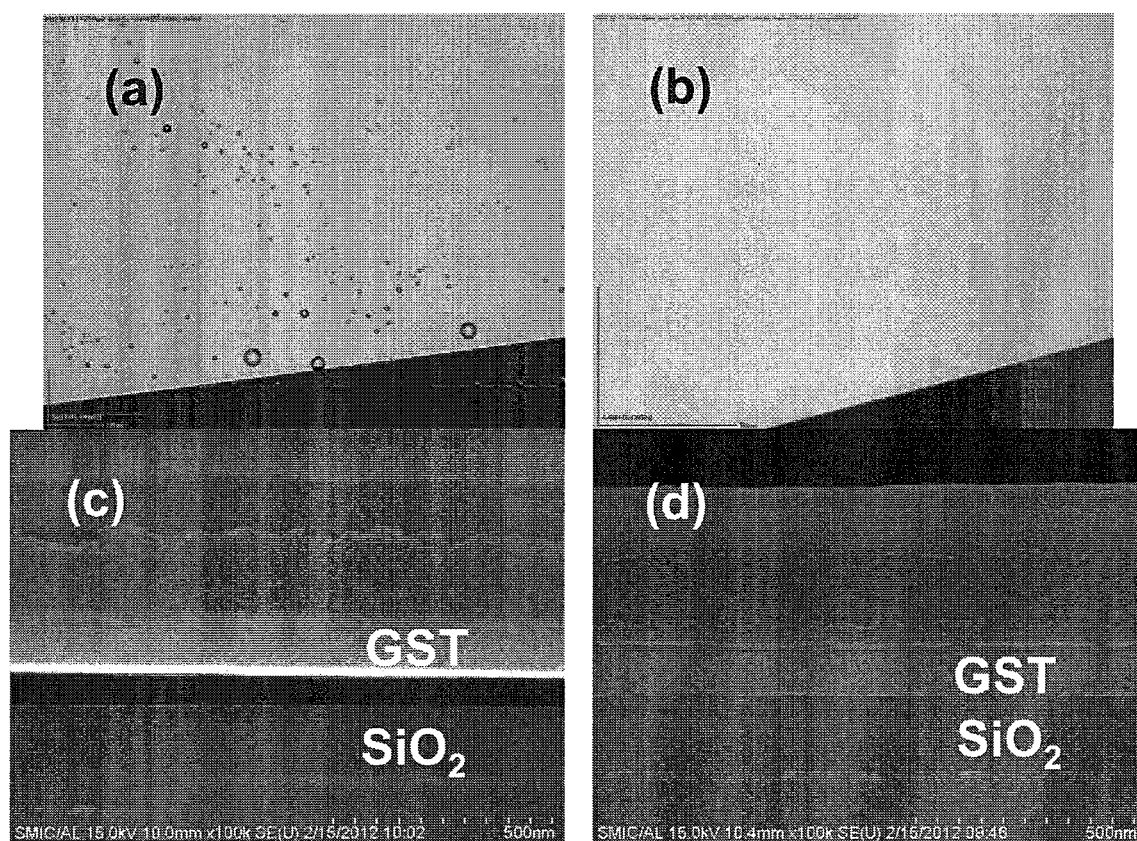 (a)
(b)
(c)
GST
SiO₂
SMIC/AL 15.0kV 10.0mm x100k SE(U) 2/15/2012 10:02
500nm
(d)
GST
SiO₂
SMIC/AL 15.0kV 10.4mm x100k SE(U) 2/15/2012 09:46
500nm